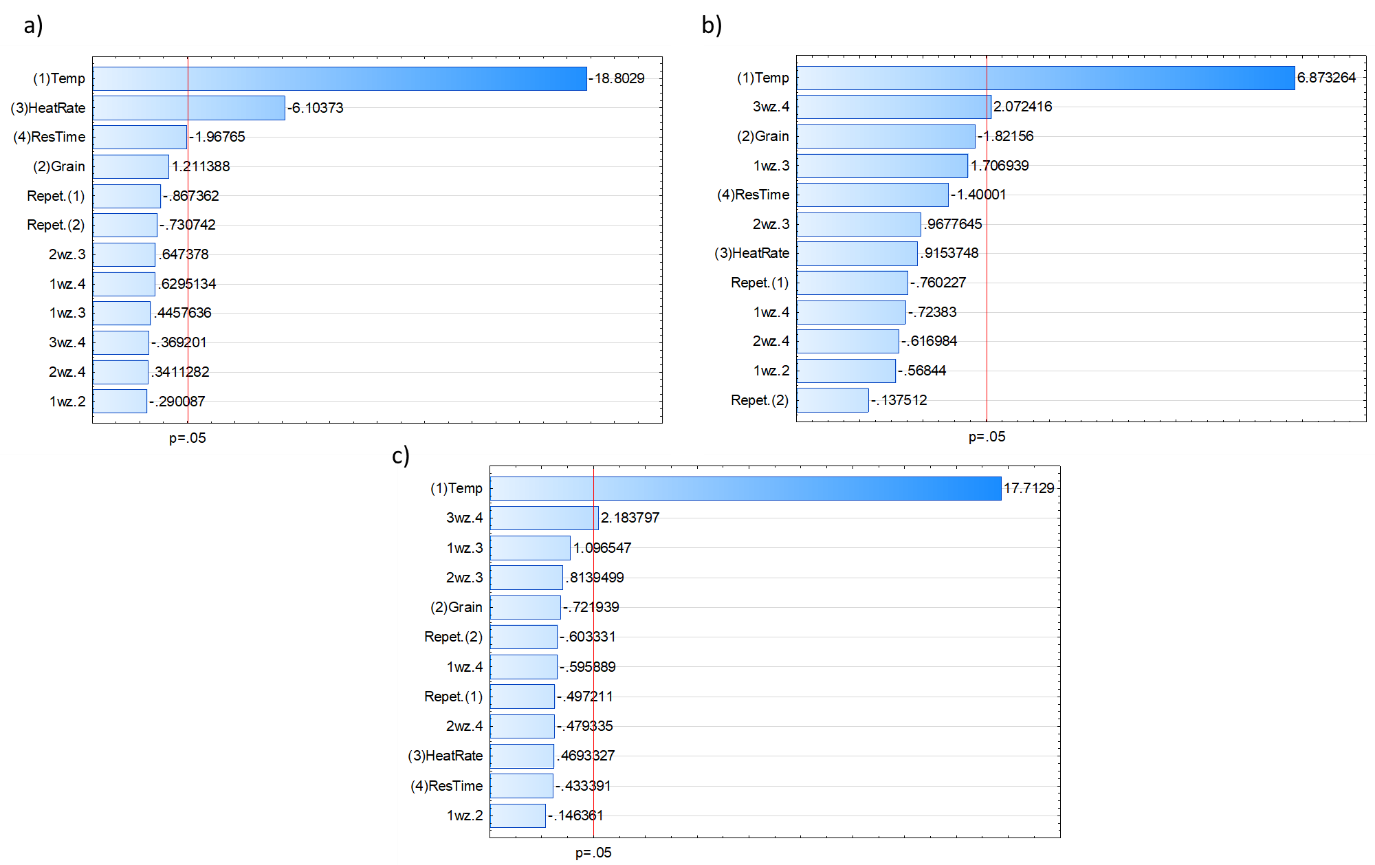 a)
(1)Temp -18.8029
(3)HeatRate -6.10373
(4)ResTime -1.96765
(2)Grain 1.211388
Repet.(1) -.867362
Repet.(2) -.730742
2wz.3 .647378
1wz.4 .6295134
1wz.3 .4457636
3wz.4 -.369201
2wz.4 .3411282
1wz.2 -.290087
p=.05
b)
(1)Temp 6.873264
3wz.4 2.072416
(2)Grain -1.82156
1wz.3 1.706939
(4)ResTime -1.40001
2wz.3 .9677645
(3)HeatRate .9153748
Repet.(1) -.760227
1wz.4 -.72383
2wz.4 -.616984
1wz.2 -.56844
Repet.(2) -.137512
p=.05
c)
(1)Temp 17.7129
3wz.4 2.183797
1wz.3 1.096547
2wz.3 .8139499
(2)Grain -.721939
Repet.(2) -.603331
1wz.4 -.595889
Repet.(1) -.497211
2wz.4 -.479335
(3)HeatRate .4693327
(4)ResTime -.433391
1wz.2 -.146361
p=.05